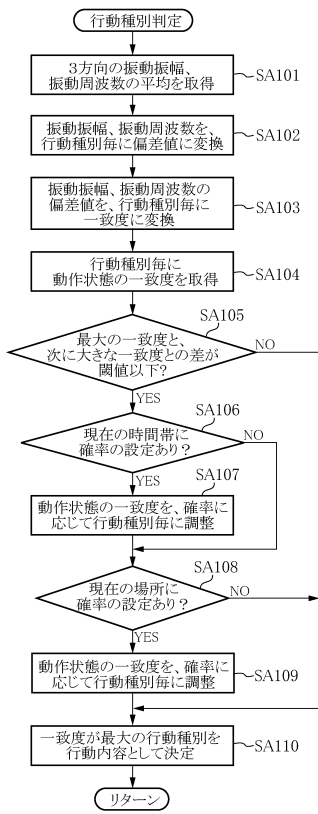 行動種別判定
3方向の振動振幅、
振動周波数の平均を取得
SA101
振動振幅、振動周波数を、
行動種別毎に偏差値に変換
SA102
振動振幅、振動周波数の
偏差値を、行動種別毎に
一致度に変換
SA103
行動種別毎に
動作状態の一致度を取得
SA104
SA105
最大の一致度と、
次に大きな一致度との差が
閾値以下?
NO
YES
SA106
現在の時間帯に
確率の設定あり?
NO
YES
SA107
動作状態の一致度を、確率に
応じて行動種別毎に調整
SA108
現在の場所に
確率の設定あり?
NO
YES
動作状態の一致度を、確率に
応じて行動種別毎に調整
SA109
一致度が最大の行動種別を
行動内容として決定
SA110
リターン